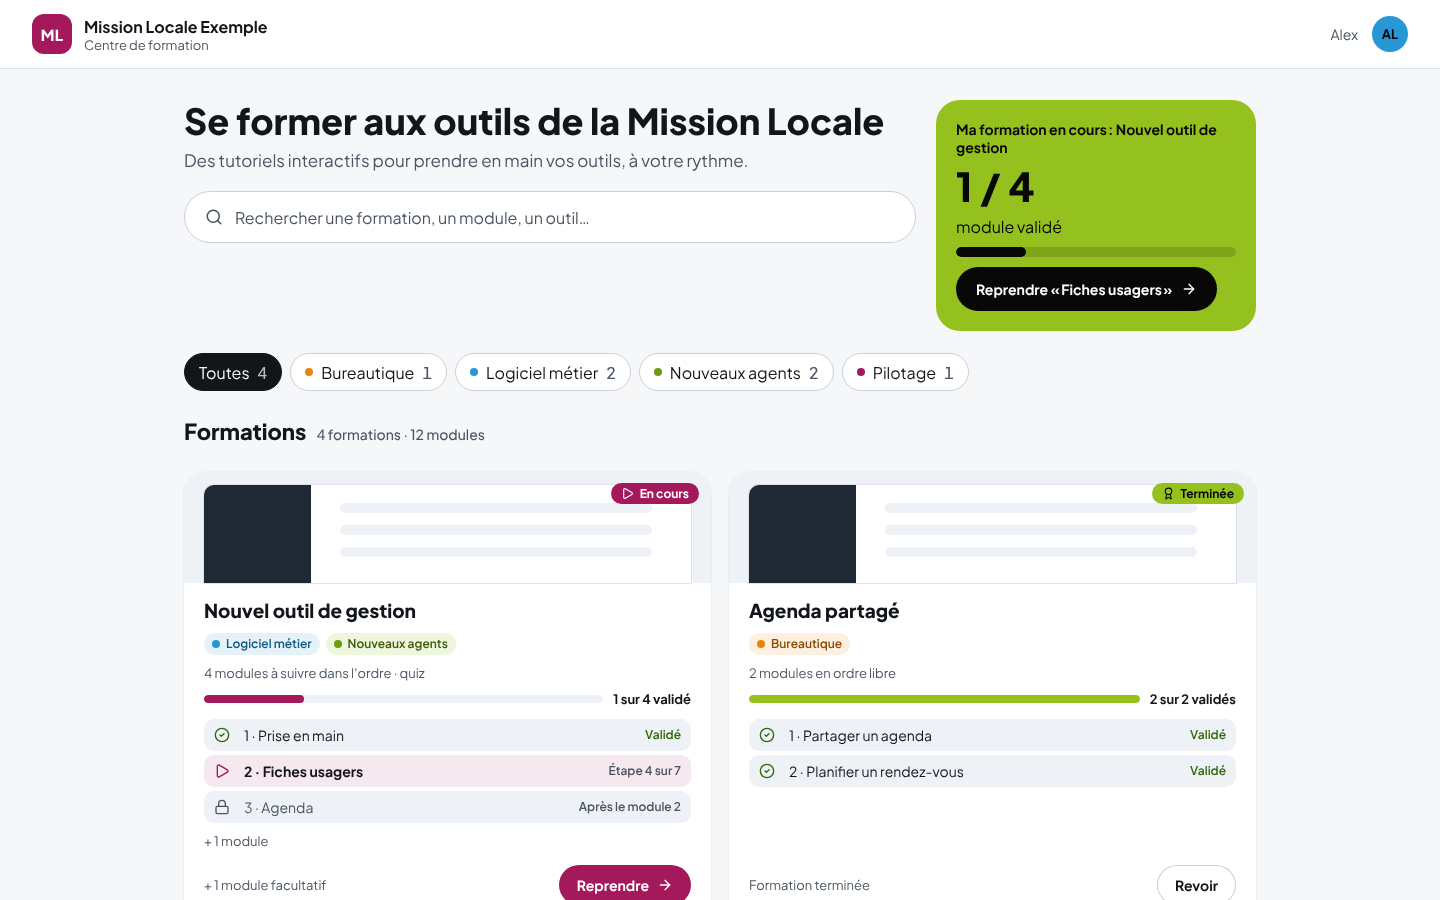 ML
Mission Locale Exemple
Centre de formation
Alex
AL
Se former aux outils de la Mission Locale
Des tutoriels interactifs pour prendre en main vos outils, à votre rythme.
Rechercher une formation, un module, un outil…
Ma formation en cours : Nouvel outil de
gestion
1 / 4
module validé
Reprendre « Fiches usagers »
Toutes 4
Bureautique 1
Logiciel métier 2
Nouveaux agents 2
Pilotage 1
Formations 4 formations · 12 modules
En cours
Nouvel outil de gestion
Logiciel métier
Nouveaux agents
4 modules à suivre dans l'ordre · quiz
1 sur 4 validé
1 · Prise en main Validé
2 · Fiches usagers Étape 4 sur 7
3 · Agenda Après le module 2
+ 1 module
+ 1 module facultatif
Reprendre
Terminée
Agenda partagé
Bureautique
2 modules en ordre libre
2 sur 2 validés
1 · Partager un agenda Validé
2 · Planifier un rendez-vous Validé
Formation terminée
Revoir